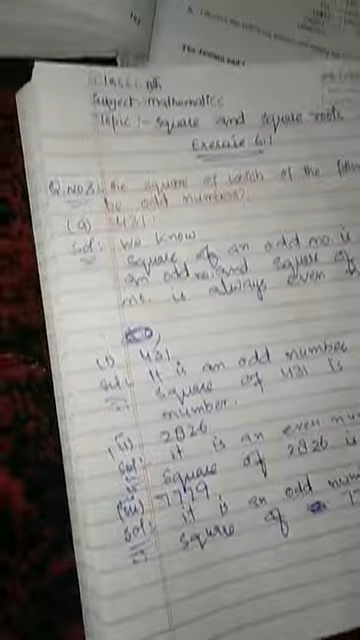 Class:- 8th
Subject:- Mathematics
Topic:- square and square roots
Exercise 6.1
Q.No2:- The square of which of the follow
be odd numbers?
(a) 431.
Sol:- We know
square of an odd no. is
an odd no. and square of
no. is always even
(i) 431
Sol: It is an odd number
square of 431 is
number.
(ii) 2826
Sol: it is an even num
square of 2826 is
(iii) 7779.
Sol: it is an odd num
square of